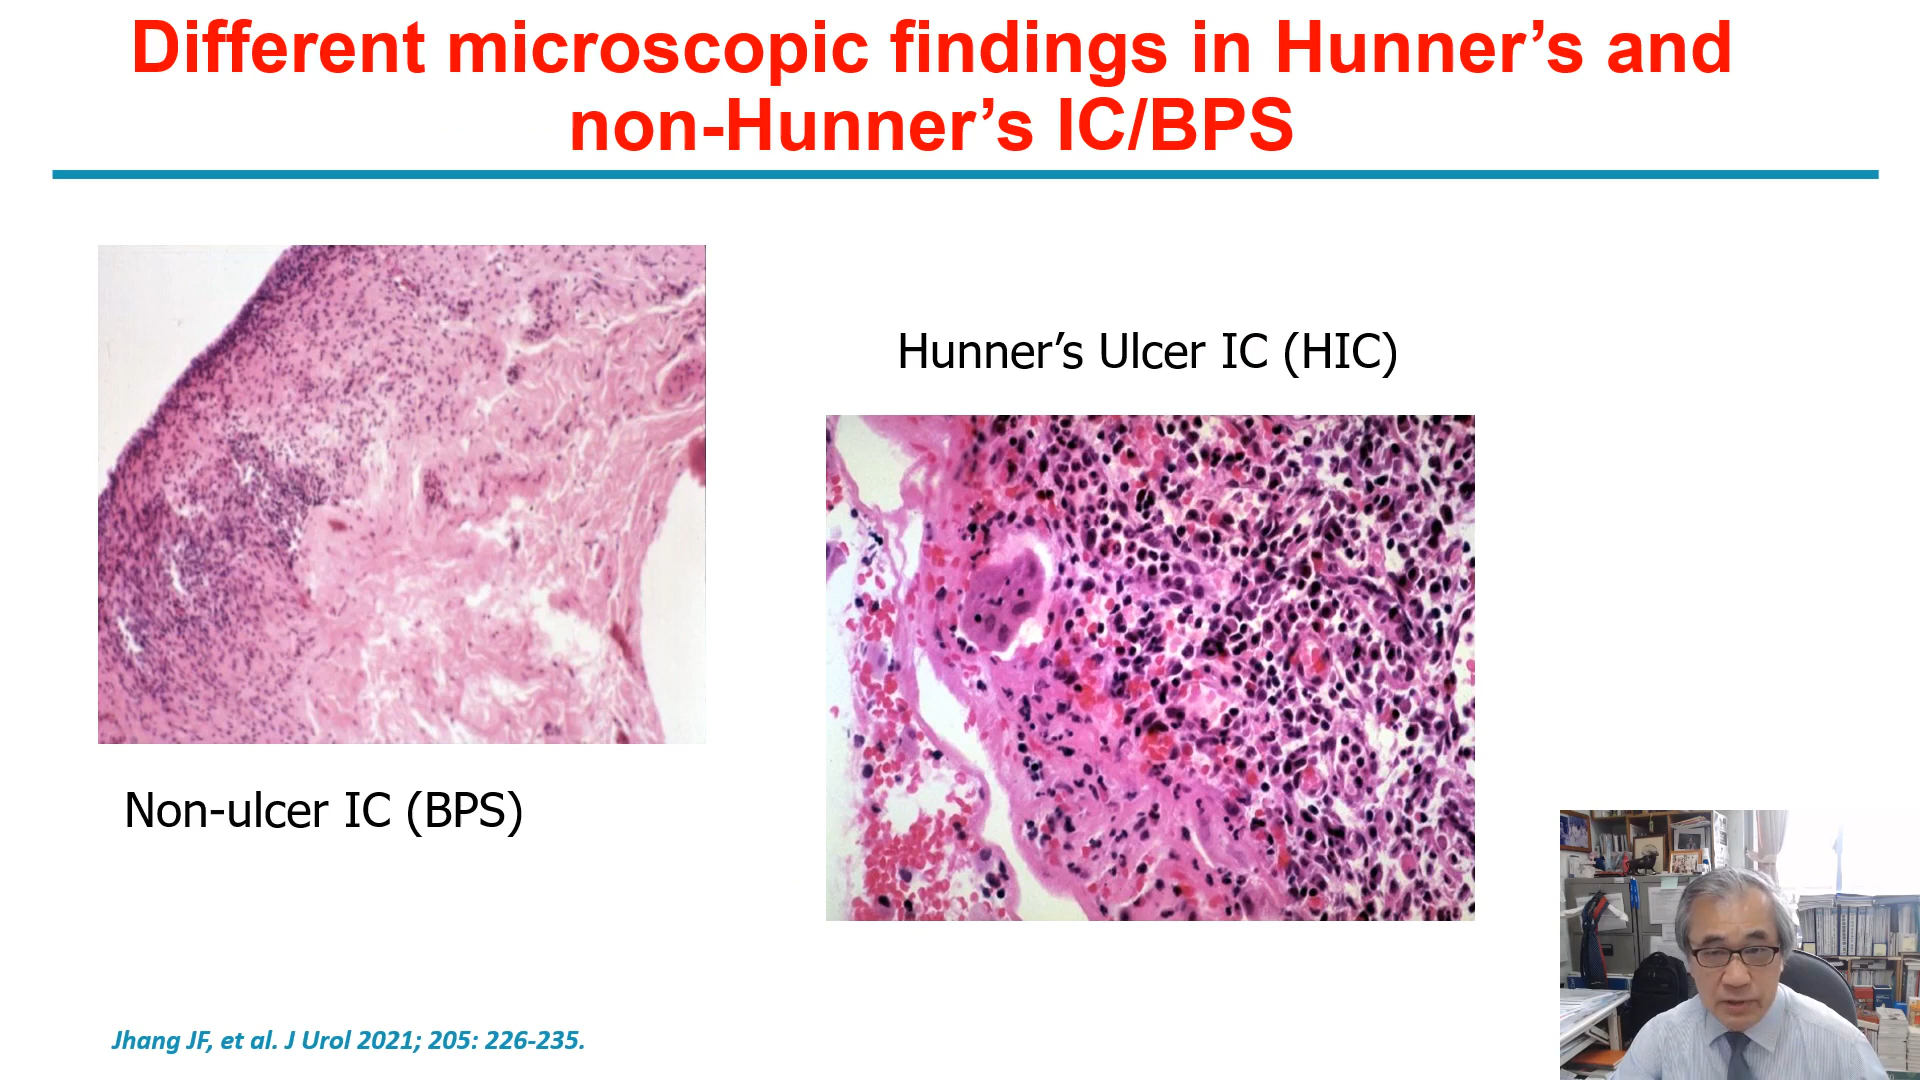 Different microscopic findings in Hunner’s and
non-Hunner’s IC/BPS
Hunner’s Ulcer IC (HIC)
Non-ulcer IC (BPS)
Jhang JF, et al. J Urol 2021; 205: 226-235.